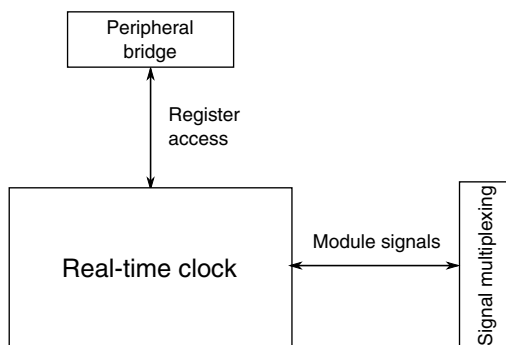 Peripheral
bridge
Register
access
Real-time clock
Module signals
Signal multiplexing